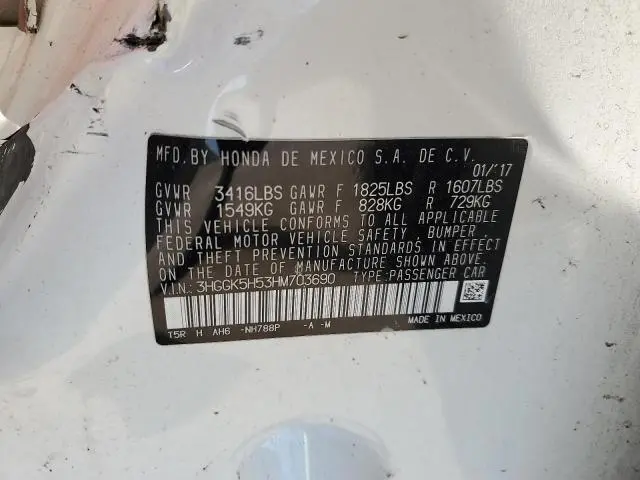 MFD.BY HONDA DE MEXICO S.A. DE C.V.
01/'17
GVWR 3416LBS GAWR F 1825LBS R 1607LBS
GVWR 1549KG GAWR F 828KG R 729KG
THIS VEHICLE CONFORMS TO ALL APPLICABLE
FEDERAL MOTOR VEHICLE SAFETY, BUMPER,
AND THEFT PREVENTION STANDARDS IN EFFECT
ON THE DATE OF MANUFACTURE SHOWN ABOVE.
V.I.N.: 3HGGK5H53HM703690 TYPE:PASSENGER CAR
T5R H AH6 -NH788P -A -M MADE IN MEXICO